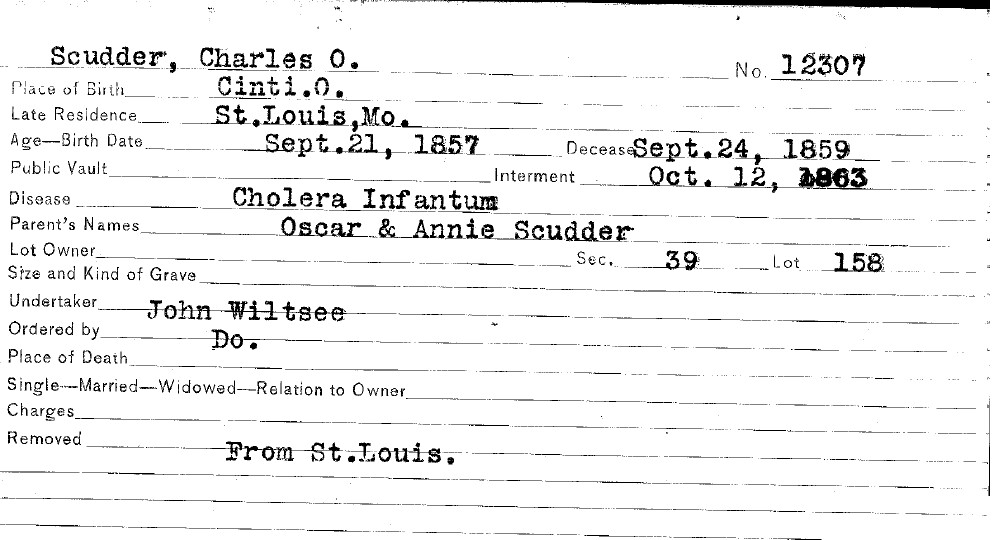 Scudder, Charles O. No. 12307
Place of Birth Cinti.O.
Late Residence St.Louis,Mo.
Age—Birth Date Sept.21, 1857 Deceased Sept.24, 1859
Public Vault Interment Oct. 12, 1863
Disease Cholera Infantum
Parent's Names Oscar & Annie Scudder
Lot Owner Sec. 39 Lot 158
Size and Kind of Grave
Undertaker John Wiltsee
Ordered by Do.
Place of Death
Single—Married—Widowed—Relation to Owner
Charges
Removed From St.Louis.